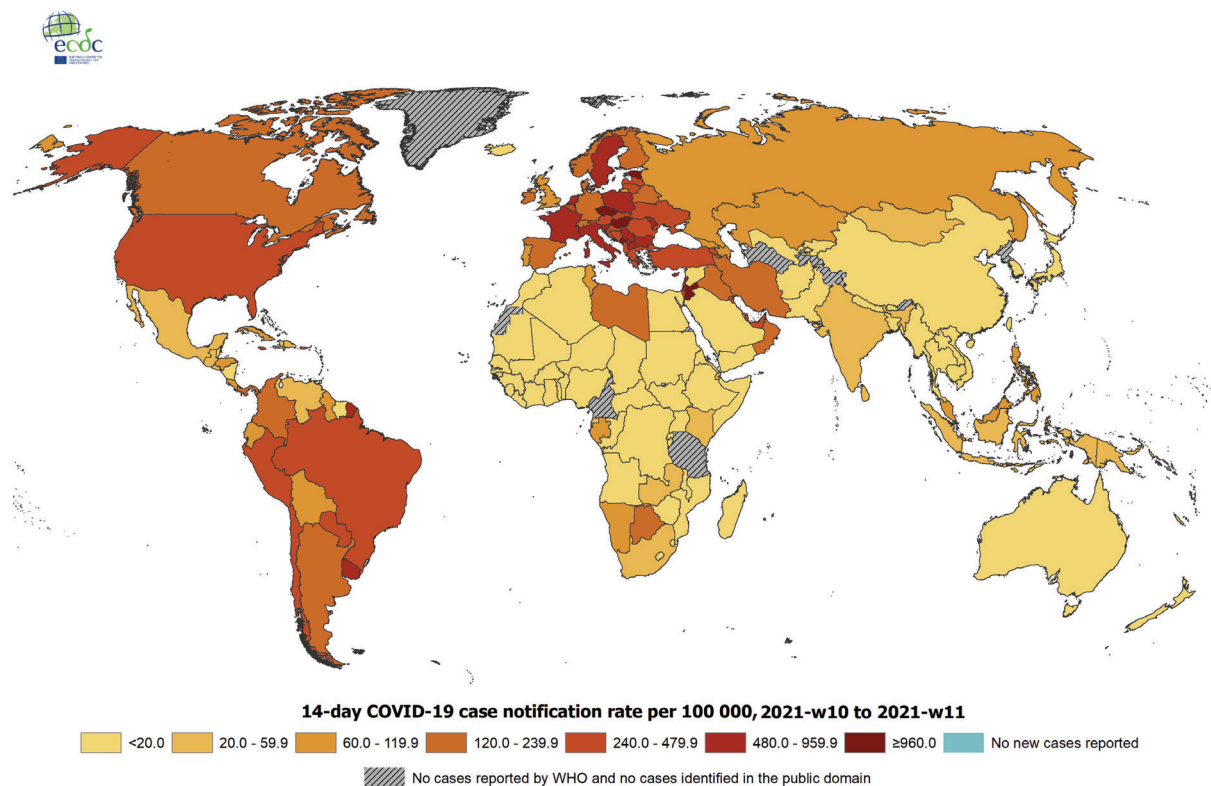 ecdc
14-day COVID-19 case notification rate per 100 000, 2021-w10 to 2021-w11
<20.0 20.0 - 59.9 60.0 - 119.9 120.0 - 239.9 240.0 - 479.9 480.0 - 959.9 ≥960.0 No new cases reported
No cases reported by WHO and no cases identified in the public domain